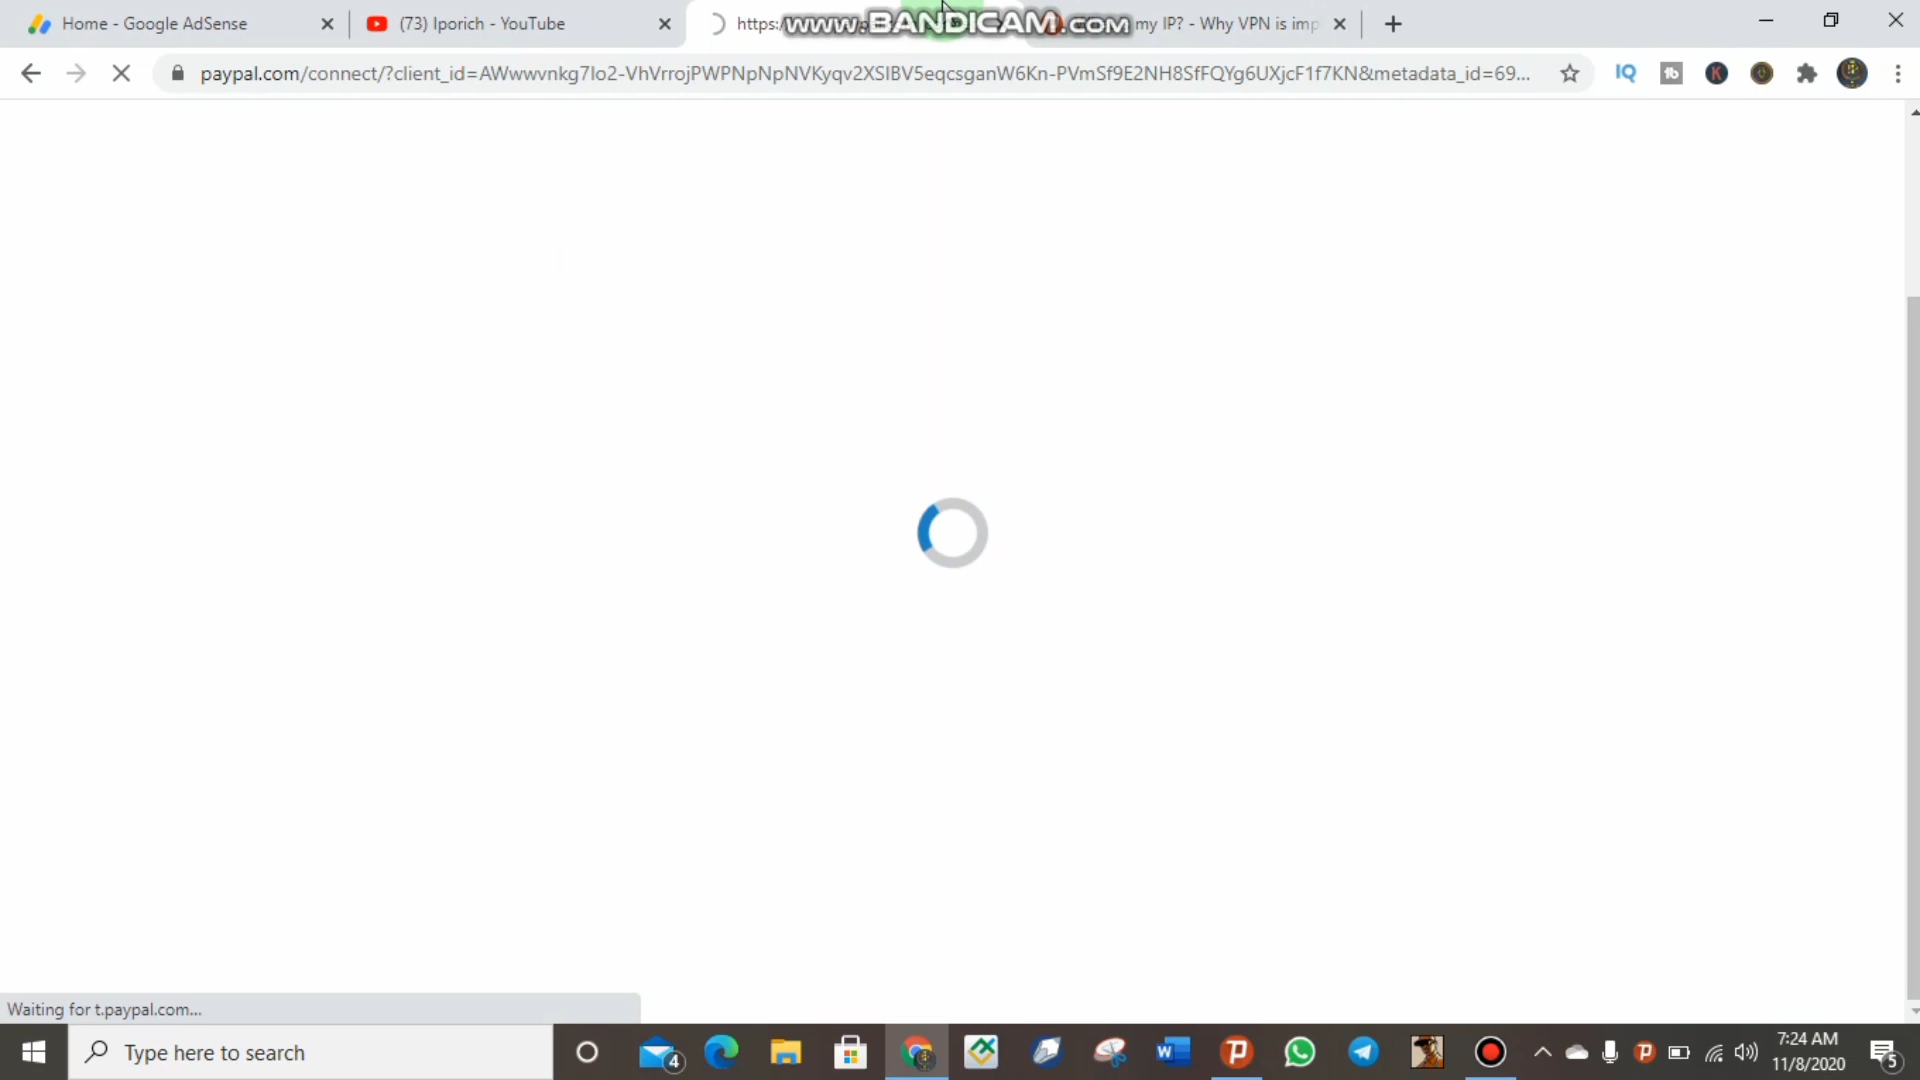 Home - Google AdSense
(73) Iporich - YouTube
https:/
www.BANDICAM.com
my IP? - Why VPN is imp
paypal.com/connect/?client_id=AWwwvnkg7Io2-VhVrrojPWPNpNpNVKyqv2XSIBV5eqcsganW6Kn-PVmSf9E2NH8SfFQYg6UXjcF1f7KN&metadata_id=69...
IQ
tb
K
Waiting for t.paypal.com...
Type here to search
4
W
7:24 AM
11/8/2020
5